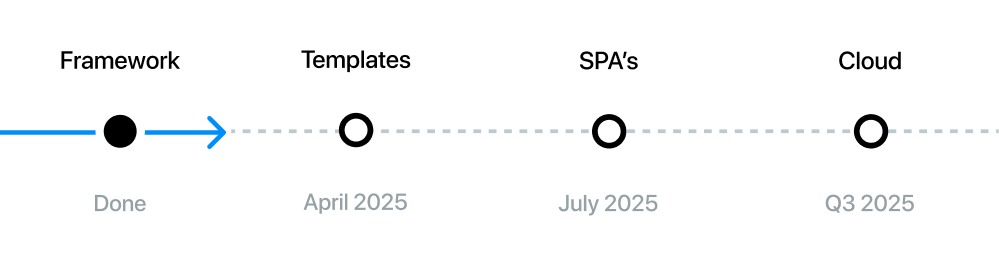 Framework
Templates
SPA’s
Cloud
Done
April 2025
July 2025
Q3 2025